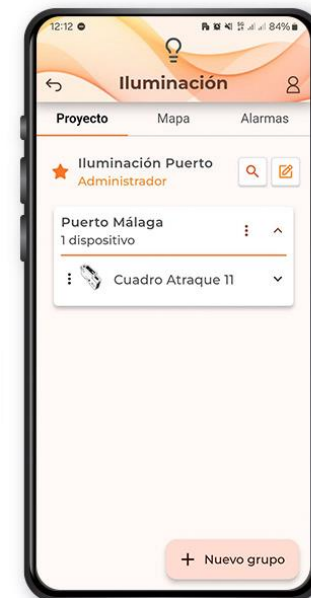 12:12 84%
Iluminación
Proyecto Mapa Alarmas
Iluminación Puerto
Administrador
Puerto Málaga
1 dispositivo
Cuadro Atraque 11
+ Nuevo grupo